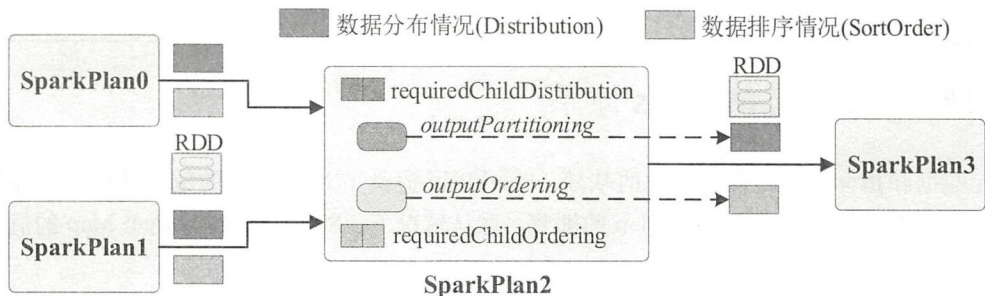 数据分布情况(Distribution)
数据排序情况(SortOrder)
SparkPlan0
RDD
SparkPlan1
requiredChildDistribution
outputPartitioning
outputOrdering
requiredChildOrdering
SparkPlan2
RDD
SparkPlan3